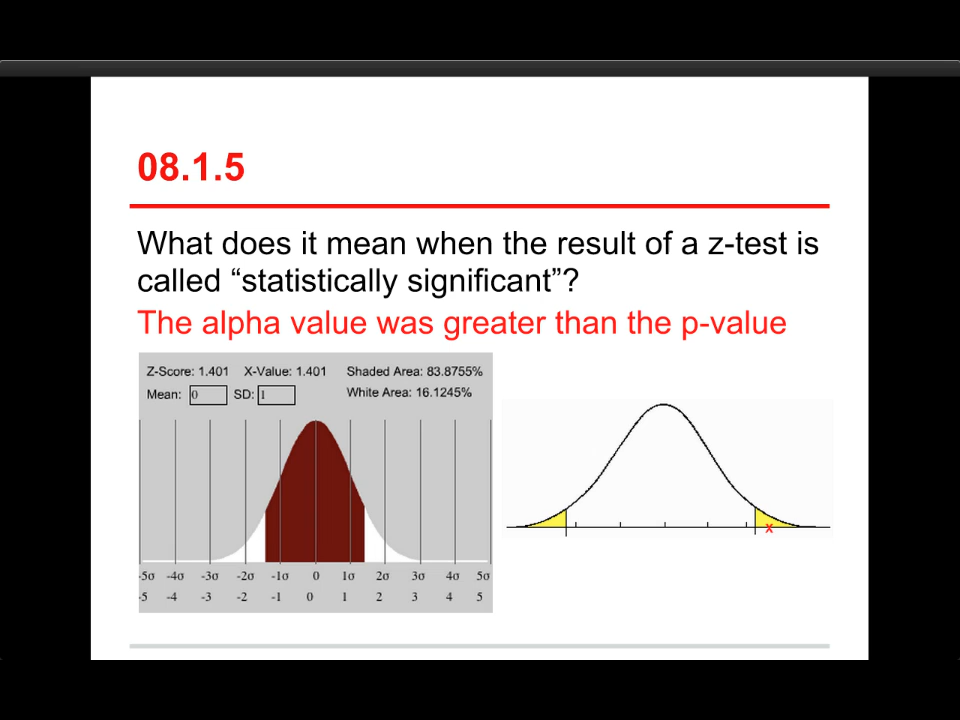 08.1.5
What does it mean when the result of a z-test is
called “statistically significant”?
The alpha value was greater than the p-value
Z-Score: 1.401 X-Value: 1.401 Shaded Area: 83.8755%
Mean: 0 SD: 1 White Area: 16.1245%
-5σ -4σ -3σ -2σ -1σ 0 1σ 2σ 3σ 4σ 5σ
-5 -4 -3 -2 -1 0 1 2 3 4 5
x